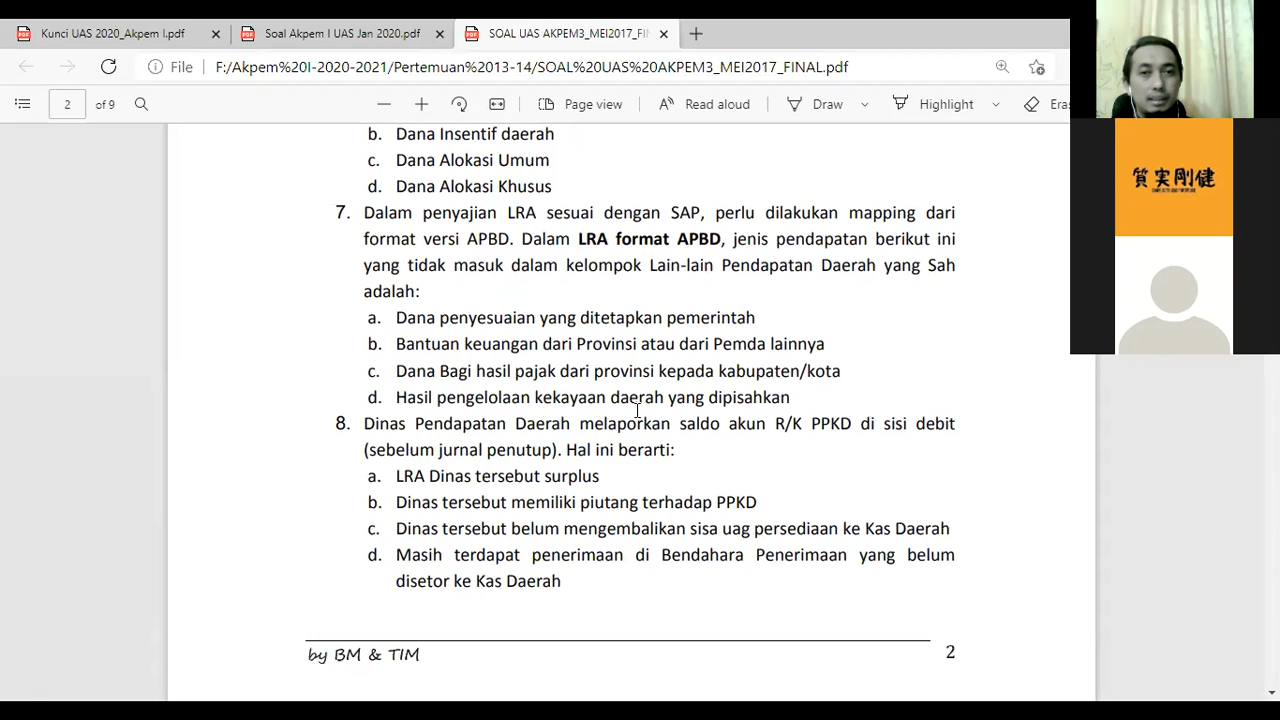 Kunci UAS 2020_Akpem I.pdf
Soal Akpem I UAS Jan 2020.pdf
SOAL UAS AKPEM3_MEI2017_FI
File
F:/Akpem%20I-2020-2021/Pertemuan%2013-14/SOAL%20UAS%20AKPEM3_MEI2017_FINAL.pdf
2 of 9
Page view
Read aloud
Draw
Highlight
Eras
質実剛健
b. Dana Insentif daerah
c. Dana Alokasi Umum
d. Dana Alokasi Khusus
7. Dalam penyajian LRA sesuai dengan SAP, perlu dilakukan mapping dari
format versi APBD. Dalam LRA format APBD, jenis pendapatan berikut ini
yang tidak masuk dalam kelompok Lain-lain Pendapatan Daerah yang Sah
adalah:
a. Dana penyesuaian yang ditetapkan pemerintah
b. Bantuan keuangan dari Provinsi atau dari Pemda lainnya
c. Dana Bagi hasil pajak dari provinsi kepada kabupaten/kota
d. Hasil pengelolaan kekayaan daerah yang dipisahkan
8. Dinas Pendapatan Daerah melaporkan saldo akun R/K PPKD di sisi debit
(sebelum jurnal penutup). Hal ini berarti:
a. LRA Dinas tersebut surplus
b. Dinas tersebut memiliki piutang terhadap PPKD
c. Dinas tersebut belum mengembalikan sisa uag persediaan ke Kas Daerah
d. Masih terdapat penerimaan di Bendahara Penerimaan yang belum
disetor ke Kas Daerah
by BM & TIM
2